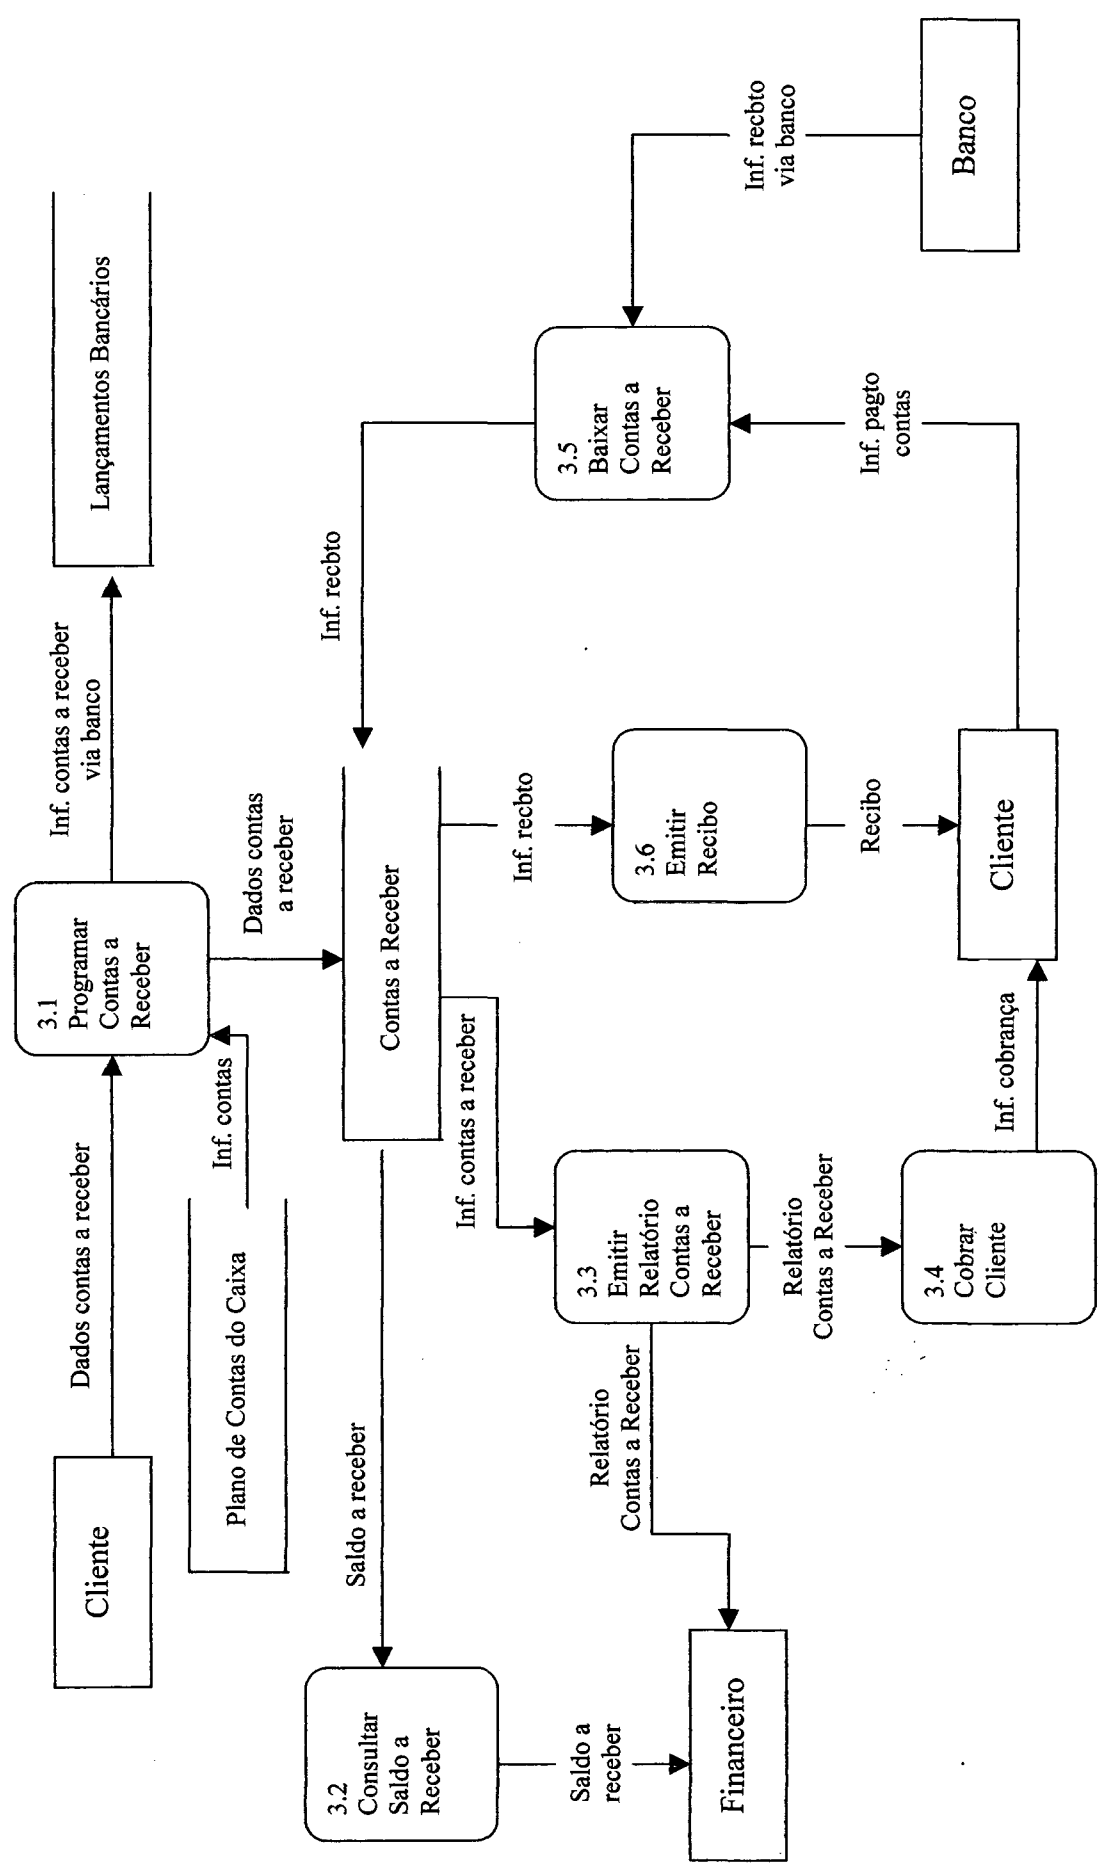 Cliente
Dados contas a receber
3.1
Programar
Contas a
Receber
Inf. contas a receber
via banco
Lançamentos Bancários
Plano de Contas do Caixa
Inf. contas
Dados contas
a receber
Saldo a receber
Contas a Receber
Inf. recbto
3.2
Consultar
Saldo a
Receber
Saldo a
receber
Financeiro
Inf. contas a receber
3.3
Emitir
Relatório
Contas a
Receber
Relatório
Contas a Receber
Relatório
Contas a Receber
3.4
Cobrar
Cliente
Inf. cobrança
Inf. recbto
3.6
Emitir
Recibo
Recibo
Cliente
3.5
Baixar
Contas a
Receber
Inf. pagto
contas
Inf. recbto
via banco
Banco